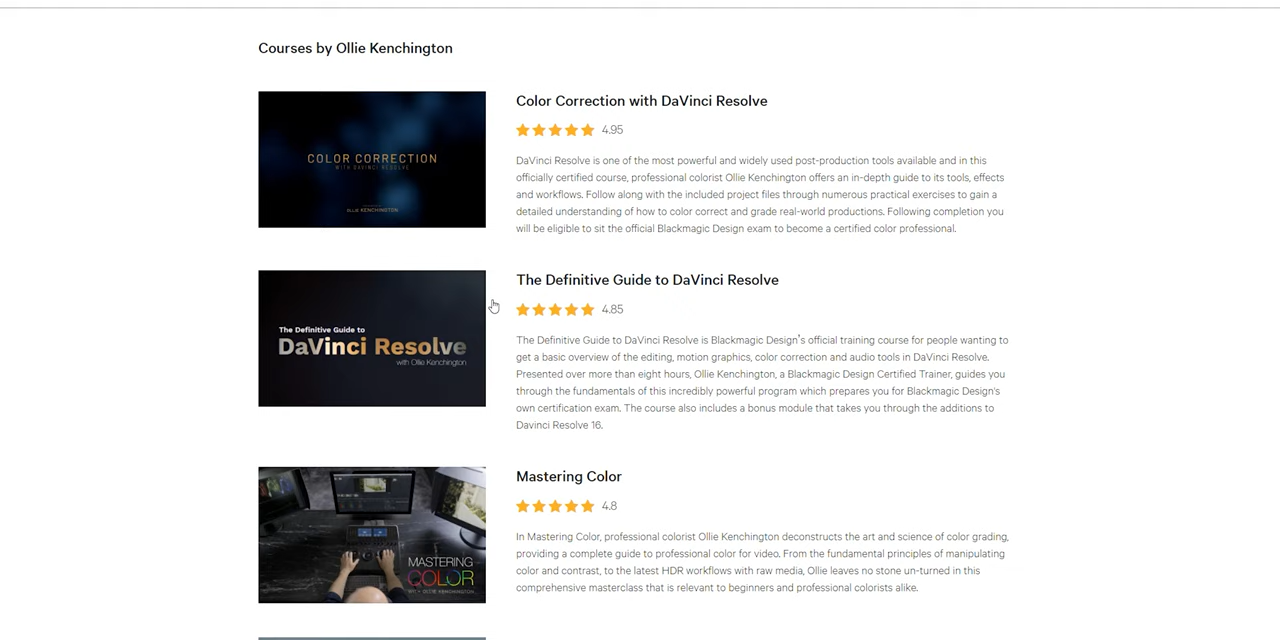 Courses by Ollie Kenchington
COLOR CORRECTION
WITH DAVINCI RESOLVE
OLLIE KENCHINGTON
Color Correction with DaVinci Resolve
4.95
DaVinci Resolve is one of the most powerful and widely used post-production tools available and in this
officially certified course, professional colorist Ollie Kenchington offers an in-depth guide to its tools, effects
and workflows. Follow along with the included project files through numerous practical exercises to gain a
detailed understanding of how to color correct and grade real-world productions. Following completion you
will be eligible to sit the official Blackmagic Design exam to become a certified color professional.
The Definitive Guide to
DaVinci Resolve
with Ollie Kenchington
The Definitive Guide to DaVinci Resolve
4.85
The Definitive Guide to DaVinci Resolve is Blackmagic Design's official training course for people wanting to
get a basic overview of the editing, motion graphics, color correction and audio tools in DaVinci Resolve.
Presented over more than eight hours, Ollie Kenchington, a Blackmagic Design Certified Trainer, guides you
through the fundamentals of this incredibly powerful program which prepares you for Blackmagic Design's
own certification exam. The course also includes a bonus module that takes you through the additions to
Davinci Resolve 16.
MASTERING
COLOR
OLLIE KENCHINGTON
Mastering Color
4.8
In Mastering Color, professional colorist Ollie Kenchington deconstructs the art and science of color grading,
providing a complete guide to professional color for video. From the fundamental principles of manipulating
color and contrast, to the latest HDR workflows with raw media, Ollie leaves no stone un-turned in this
comprehensive masterclass that is relevant to beginners and professional colorists alike.